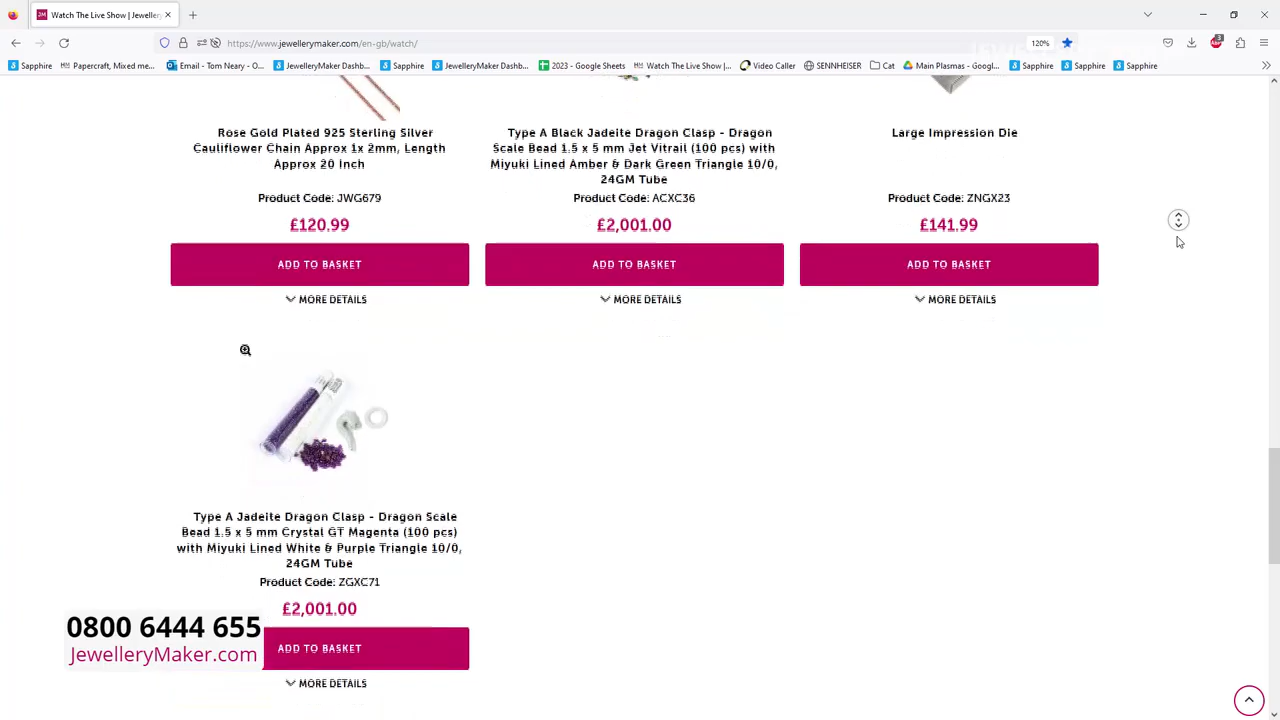 JM Watch The Live Show | Jeweller
https://www.jewellerymaker.com/en-gb/watch/
120%
ABP
3
S Sapphire
JM Papercraft, Mixed me...
Email - Tom Neary - O...
S JewelleryMaker Dashb...
S Sapphire
S JewelleryMaker Dashb...
2023 - Google Sheets
JM Watch The Live Show |...
Video Caller
SENNHEISER
Cat
Main Plasmas - Googl...
S Sapphire
S Sapphire
S Sapphire
Rose Gold Plated 925 Sterling Silver
Cauliflower Chain Approx 1x 2mm, Length
Approx 20 Inch
Product Code: JWG679
£120.99
ADD TO BASKET
MORE DETAILS
Type A Black Jadeite Dragon Clasp - Dragon
Scale Bead 1.5 x 5 mm Jet Vitrail (100 pcs) with
Miyuki Lined Amber & Dark Green Triangle 10/0,
24GM Tube
Product Code: ACXC36
£2,001.00
ADD TO BASKET
MORE DETAILS
Large Impression Die
Product Code: ZNGX23
£141.99
ADD TO BASKET
MORE DETAILS
Type A Jadeite Dragon Clasp - Dragon Scale
Bead 1.5 x 5 mm Crystal GT Magenta (100 pcs)
with Miyuki Lined White & Purple Triangle 10/0,
24GM Tube
Product Code: ZGXC71
£2,001.00
ADD TO BASKET
MORE DETAILS
0800 6444 655
JewelleryMaker.com